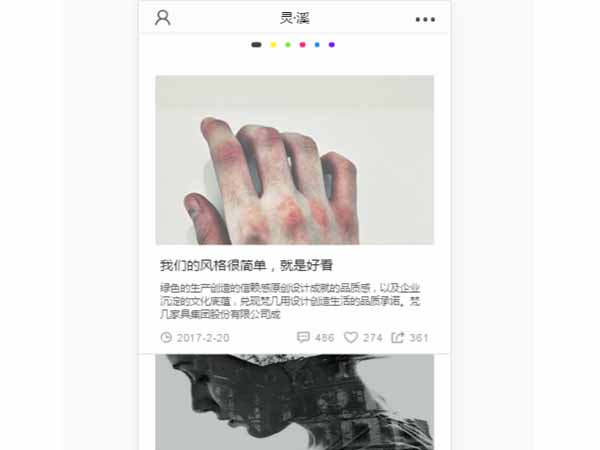 灵·溪
我们的风格很简单，就是好看
绿色的生产创造的信赖感原创设计成就的品质感，以及企业
沉淀的文化底蕴，兑现梵几用设计创造生活的品质承诺。梵
几家具集团股份有限公司成
2017-2-20 486 274 361